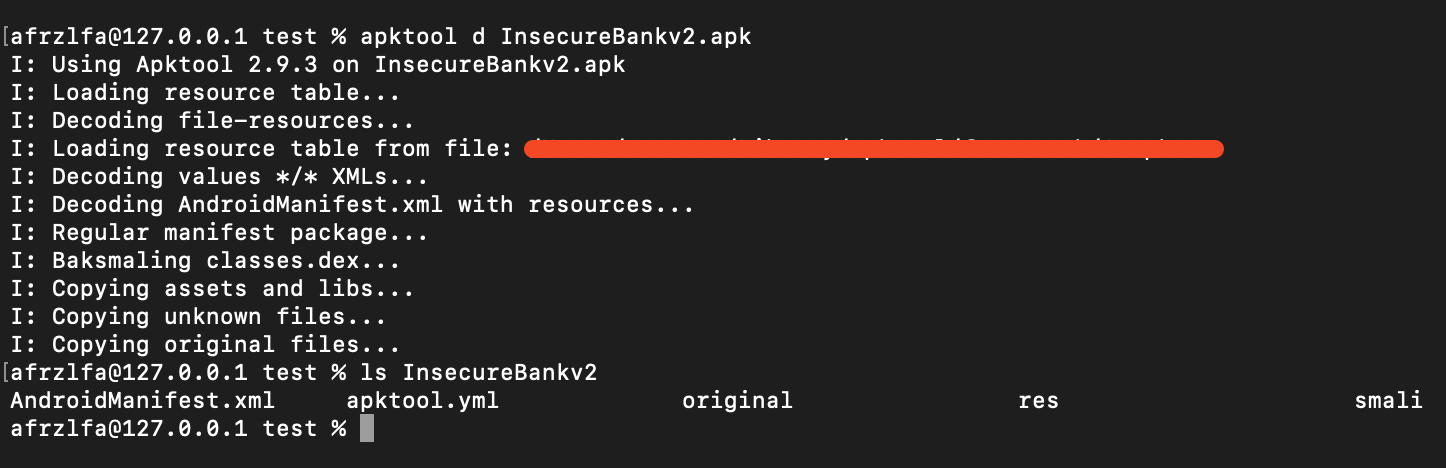 [afrzlfa@127.0.0.1 test % apktool d InsecureBankv2.apk
I: Using Apktool 2.9.3 on InsecureBankv2.apk
I: Loading resource table...
I: Decoding file-resources...
I: Loading resource table from file:
I: Decoding values */* XMLs...
I: Decoding AndroidManifest.xml with resources...
I: Regular manifest package...
I: Baksmaling classes.dex...
I: Copying assets and libs...
I: Copying unknown files...
I: Copying original files...
[afrzlfa@127.0.0.1 test % ls InsecureBankv2
AndroidManifest.xml apktool.yml original res smali
afrzlfa@127.0.0.1 test %